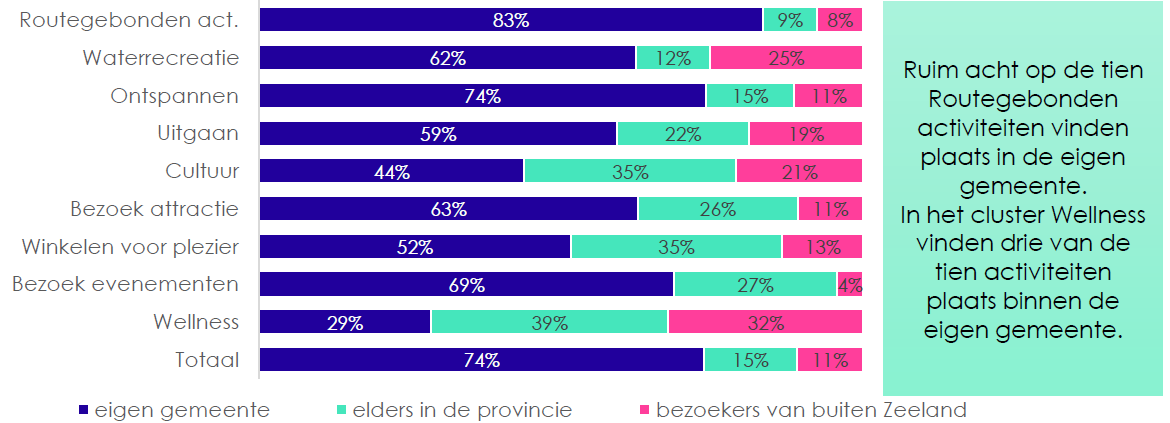 Routegebonden act. 83% 9% 8%
Waterrecreatie 62% 12% 25%
Ontspannen 74% 15% 11%
Uitgaan 59% 22% 19%
Cultuur 44% 35% 21%
Bezoek attractie 63% 26% 11%
Winkelen voor plezier 52% 35% 13%
Bezoek evenementen 69% 27% 4%
Wellness 29% 39% 32%
Totaal 74% 15% 11%
eigen gemeente elders in de provincie bezoekers van buiten Zeeland
Ruim acht op de tien
Routegebonden
activiteiten vinden
plaats in de eigen
gemeente.
In het cluster Wellness
vinden drie van de
tien activiteiten
plaats binnen de
eigen gemeente.